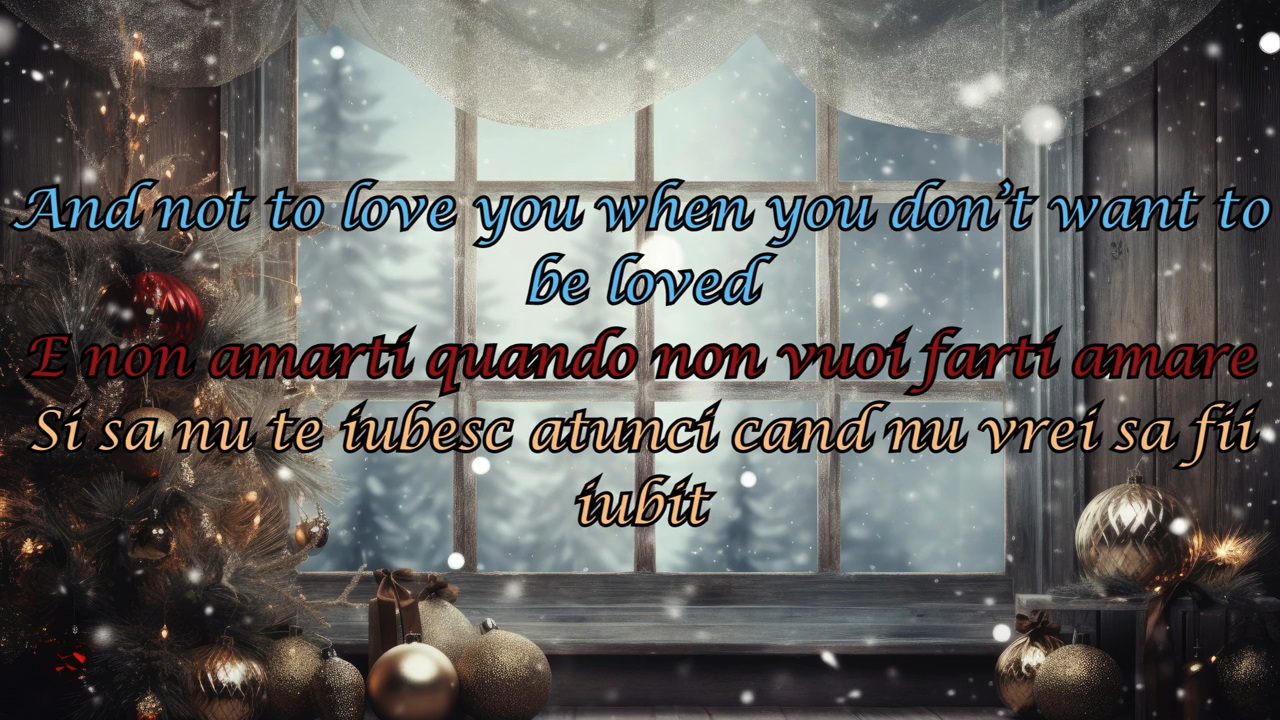 And not to love you when you don’t want to
be loved
E non amarti quando non vuoi farti amare
Si sa nu te iubesc atunci cand nu vrei sa fii
iubit